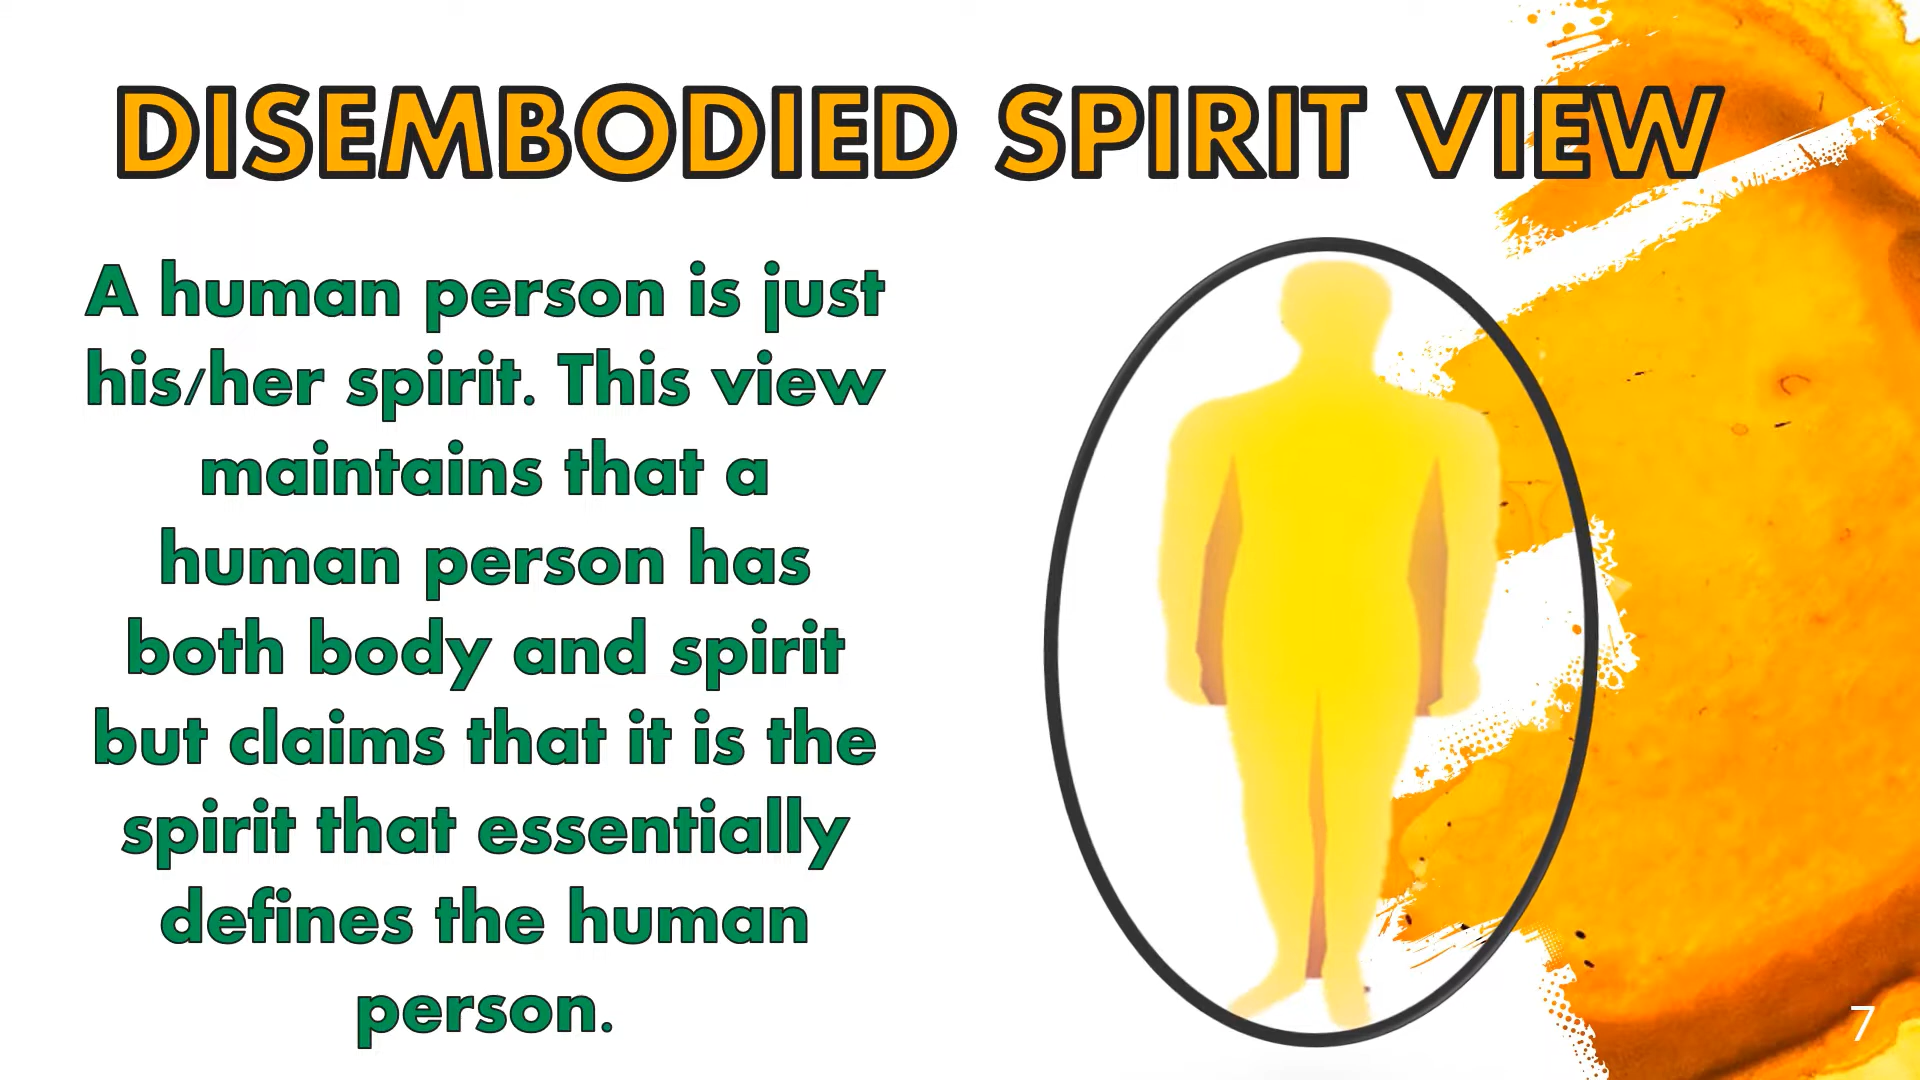 DISEMBODIED SPIRIT VIEW
A human person is just
his/her spirit. This view
maintains that a
human person has
both body and spirit
but claims that it is the
spirit that essentially
defines the human
person.
7